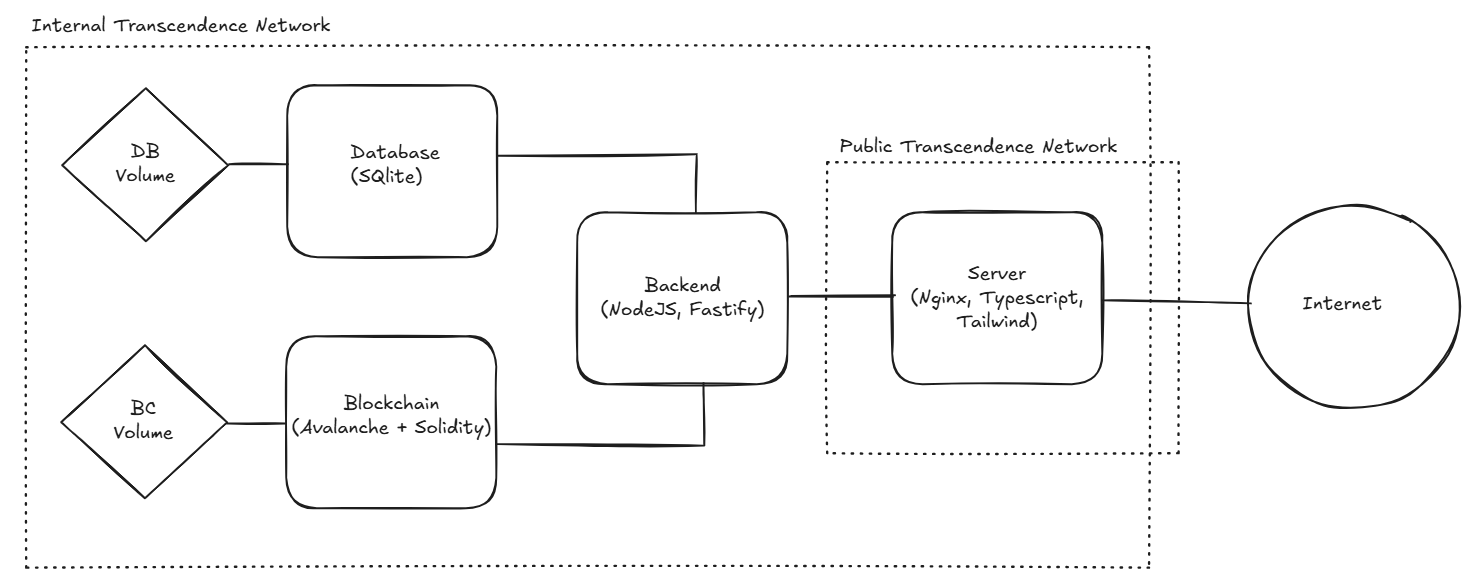 Internal Transcendence Network
Public Transcendence Network
DB
Volume
Database
(SQlite)
Backend
(NodeJS, Fastify)
Server
(Nginx, Typescript,
Tailwind)
Internet
BC
Volume
Blockchain
(Avalanche + Solidity)